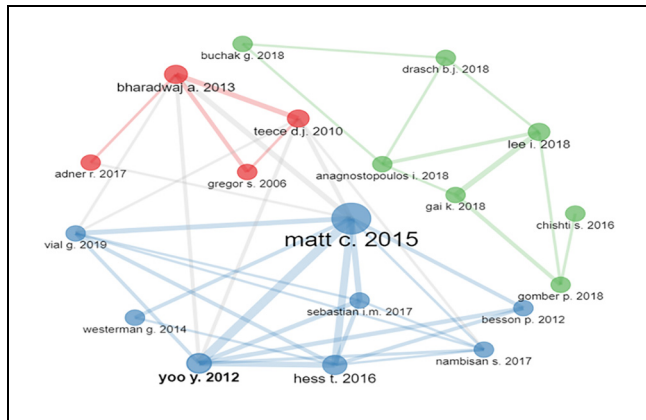 buchak g. 2018
drasch b.j. 2018
bharadwaj a. 2013
teece d.j. 2010
lee i. 2018
adner r. 2017
gregor s. 2006
anagnostopoulos i. 2018
gai k. 2018
chishti s. 2016
matt c. 2015
vial g. 2019
gomber p. 2018
sebastian i.m. 2017
besson p. 2012
westerman g. 2014
nambisan s. 2017
yoo y. 2012
hess t. 2016